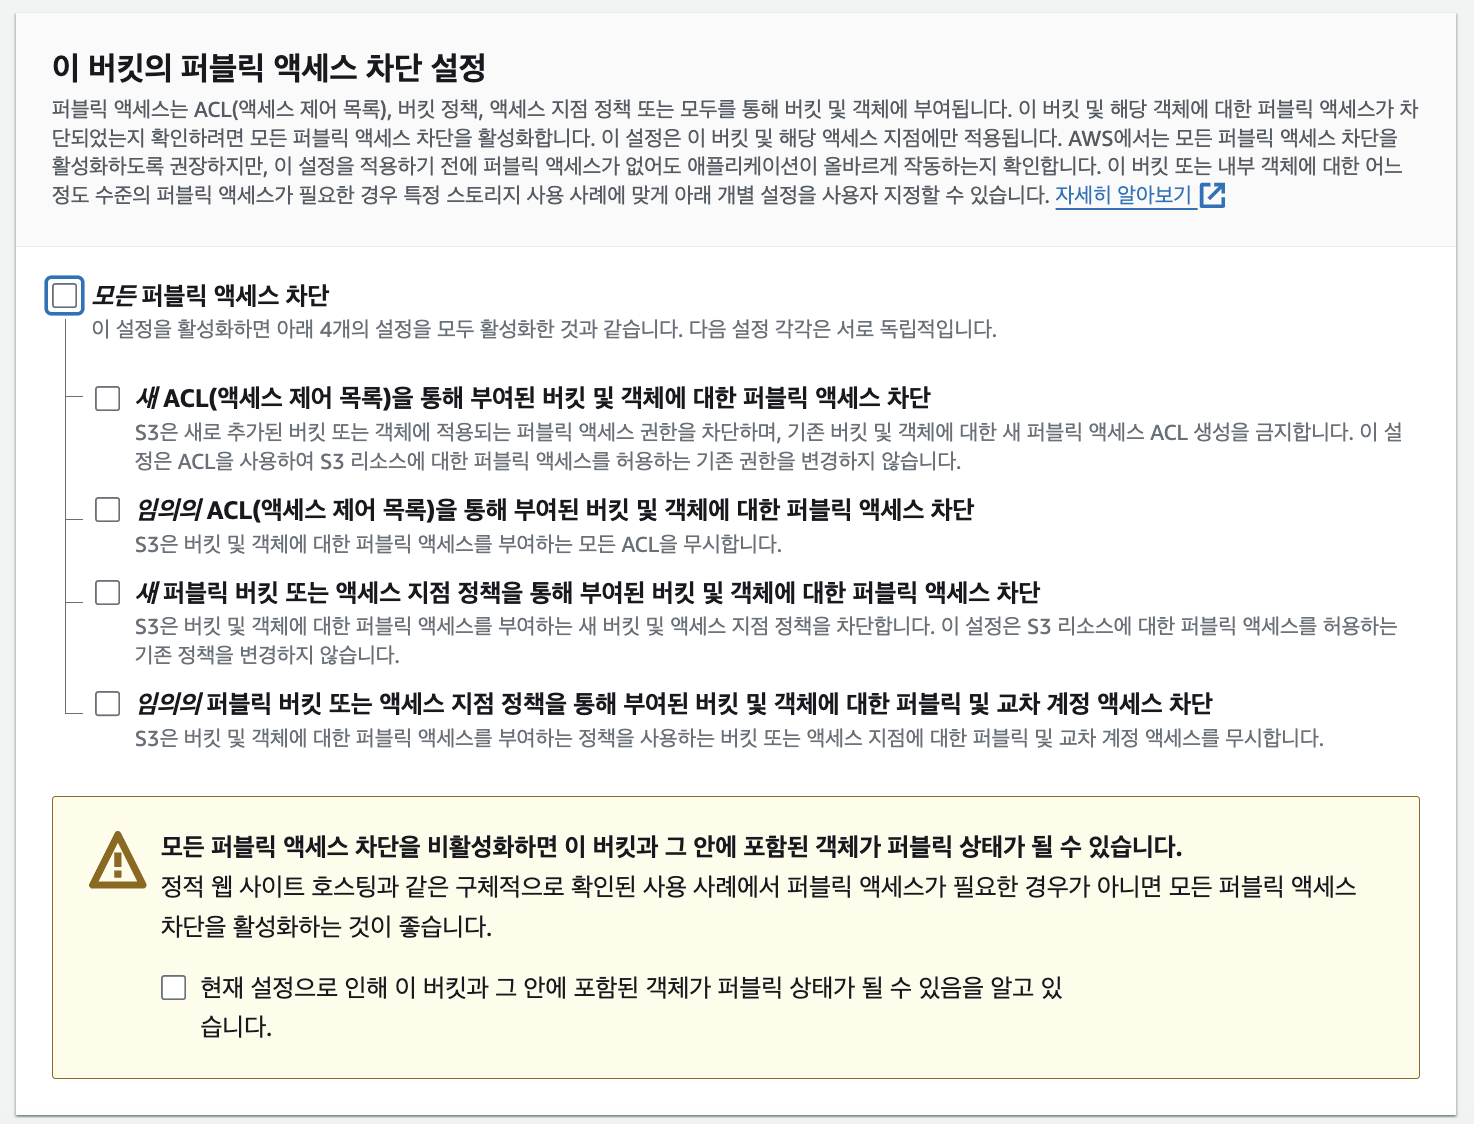 이 버킷의 퍼블릭 액세스 차단 설정
퍼블릭 액세스는 ACL(액세스 제어 목록), 버킷 정책, 액세스 지점 정책 또는 모두를 통해 버킷 및 객체에 부여됩니다. 이 버킷 및 해당 객체에 대한 퍼블릭 액세스가 차
단되었는지 확인하려면 모든 퍼블릭 액세스 차단을 활성화합니다. 이 설정은 이 버킷 및 해당 액세스 지점에만 적용됩니다. AWS에서는 모든 퍼블릭 액세스 차단을
활성화하도록 권장하지만, 이 설정을 적용하기 전에 퍼블릭 액세스가 없어도 애플리케이션이 올바르게 작동하는지 확인합니다. 이 버킷 또는 내부 객체에 대한 어느
정도 수준의 퍼블릭 액세스가 필요한 경우 특정 스토리지 사용 사례에 맞게 아래 개별 설정을 사용자 지정할 수 있습니다. 자세히 알아보기
모든 퍼블릭 액세스 차단
이 설정을 활성화하면 아래 4개의 설정을 모두 활성화한 것과 같습니다. 다음 설정 각각은 서로 독립적입니다.
새 ACL(액세스 제어 목록)을 통해 부여된 버킷 및 객체에 대한 퍼블릭 액세스 차단
S3은 새로 추가된 버킷 또는 객체에 적용되는 퍼블릭 액세스 권한을 차단하며, 기존 버킷 및 객체에 대한 새 퍼블릭 액세스 ACL 생성을 금지합니다. 이 설
정은 ACL을 사용하여 S3 리소스에 대한 퍼블릭 액세스를 허용하는 기존 권한을 변경하지 않습니다.
임의의 ACL(액세스 제어 목록)을 통해 부여된 버킷 및 객체에 대한 퍼블릭 액세스 차단
S3은 버킷 및 객체에 대한 퍼블릭 액세스를 부여하는 모든 ACL을 무시합니다.
새 퍼블릭 버킷 또는 액세스 지점 정책을 통해 부여된 버킷 및 객체에 대한 퍼블릭 액세스 차단
S3은 버킷 및 객체에 대한 퍼블릭 액세스를 부여하는 새 버킷 및 액세스 지점 정책을 차단합니다. 이 설정은 S3 리소스에 대한 퍼블릭 액세스를 허용하는
기존 정책을 변경하지 않습니다.
임의의 퍼블릭 버킷 또는 액세스 지점 정책을 통해 부여된 버킷 및 객체에 대한 퍼블릭 및 교차 계정 액세스 차단
S3은 버킷 및 객체에 대한 퍼블릭 액세스를 부여하는 정책을 사용하는 버킷 또는 액세스 지점에 대한 퍼블릭 및 교차 계정 액세스를 무시합니다.
모든 퍼블릭 액세스 차단을 비활성화하면 이 버킷과 그 안에 포함된 객체가 퍼블릭 상태가 될 수 있습니다.
정적 웹 사이트 호스팅과 같은 구체적으로 확인된 사용 사례에서 퍼블릭 액세스가 필요한 경우가 아니면 모든 퍼블릭 액세스
차단을 활성화하는 것이 좋습니다.
현재 설정으로 인해 이 버킷과 그 안에 포함된 객체가 퍼블릭 상태가 될 수 있음을 알고 있
습니다.